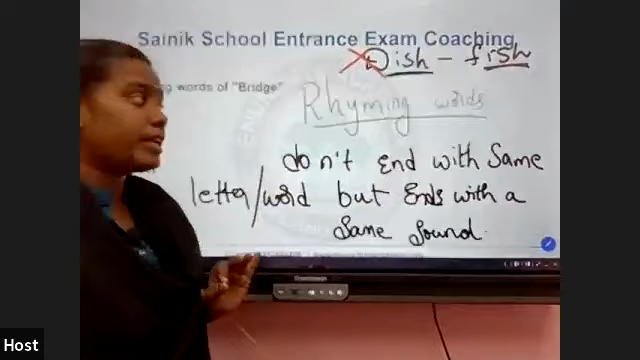 Sainik School Entrance Exam Coaching
Dish - fish
words of "Bridge"
Rhyming words
don't End with Same
letter/word but Ends with a
Same Sound.
Host